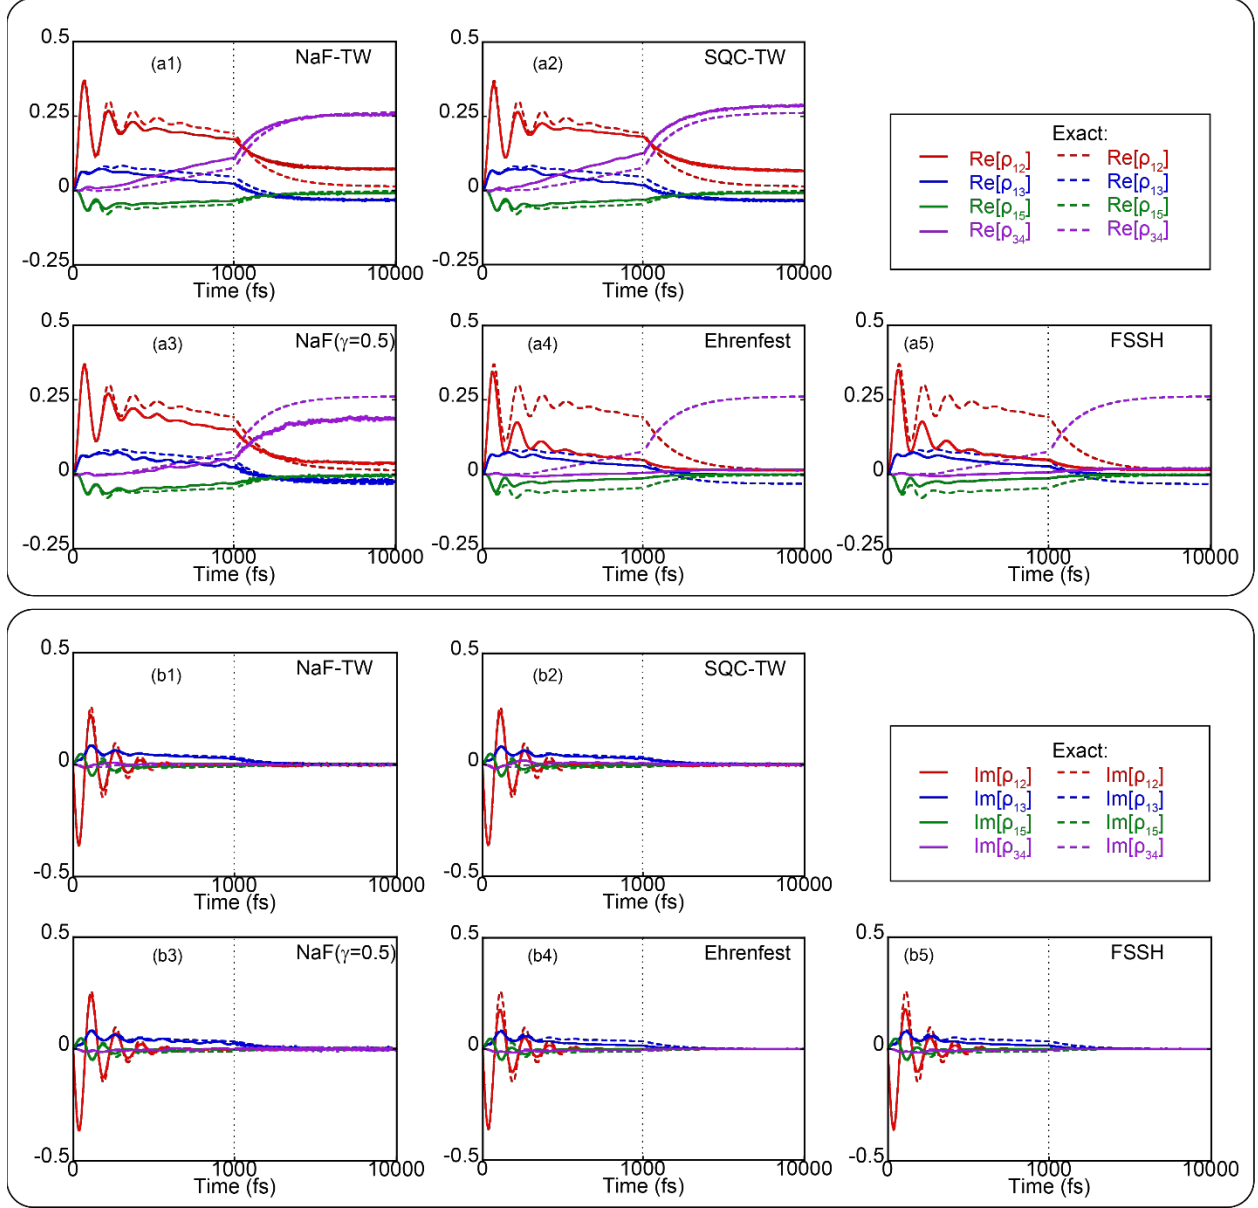 0.5
(a1)
NaF-TW
0.25
0
-0.25
0
1000
10000
Time (fs)
(a2)
SQC-TW
0
1000
10000
Time (fs)
Exact:
Re[ρ₁₂] Re[ρ₁₂]
Re[ρ₁₃] Re[ρ₁₃]
Re[ρ₁₅] Re[ρ₁₅]
Re[ρ₃₄] Re[ρ₃₄]
0.5
(a3)
NaF(γ=0.5)
0.25
0
-0.25
0
1000
10000
Time (fs)
(a4)
Ehrenfest
0
1000
10000
Time (fs)
(a5)
FSSH
0
1000
10000
Time (fs)
0.5
(b1)
NaF-TW
0
-0.5
0
1000
10000
Time (fs)
0.5
(b2)
SQC-TW
0
-0.5
0
1000
10000
Time (fs)
Exact:
Im[ρ₁₂] Im[ρ₁₂]
Im[ρ₁₃] Im[ρ₁₃]
Im[ρ₁₅] Im[ρ₁₅]
Im[ρ₃₄] Im[ρ₃₄]
0.5
(b3)
NaF(γ=0.5)
0
-0.5
0
1000
10000
Time (fs)
0.5
(b4)
Ehrenfest
0
-0.5
0
1000
10000
Time (fs)
0.5
(b5)
FSSH
0
-0.5
0
1000
10000
Time (fs)
0.5
0.25
0
-0.25
0.5
0.25
0
-0.25
0.5
0.25
0
-0.25